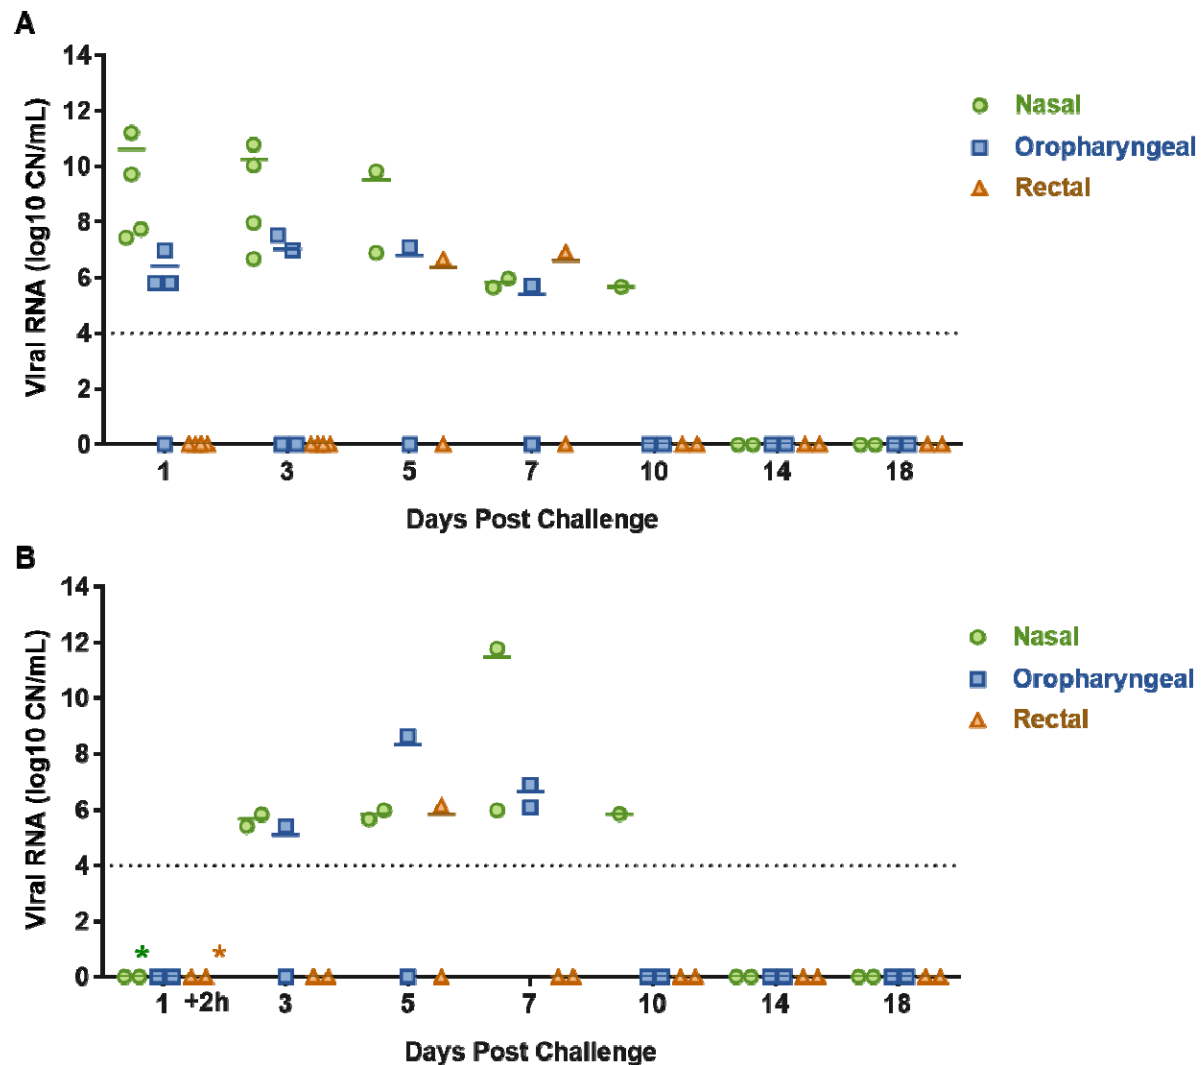 A
14
12
10
8
6
4
2
0
Viral RNA (log10 CN/mL)
Nasal
Oropharyngeal
Rectal
1 3 5 7 10 14 18
Days Post Challenge
B
14
12
10
8
6
4
2
0
Viral RNA (log10 CN/mL)
Nasal
Oropharyngeal
Rectal
* *
1 +2h 3 5 7 10 14 18
Days Post Challenge